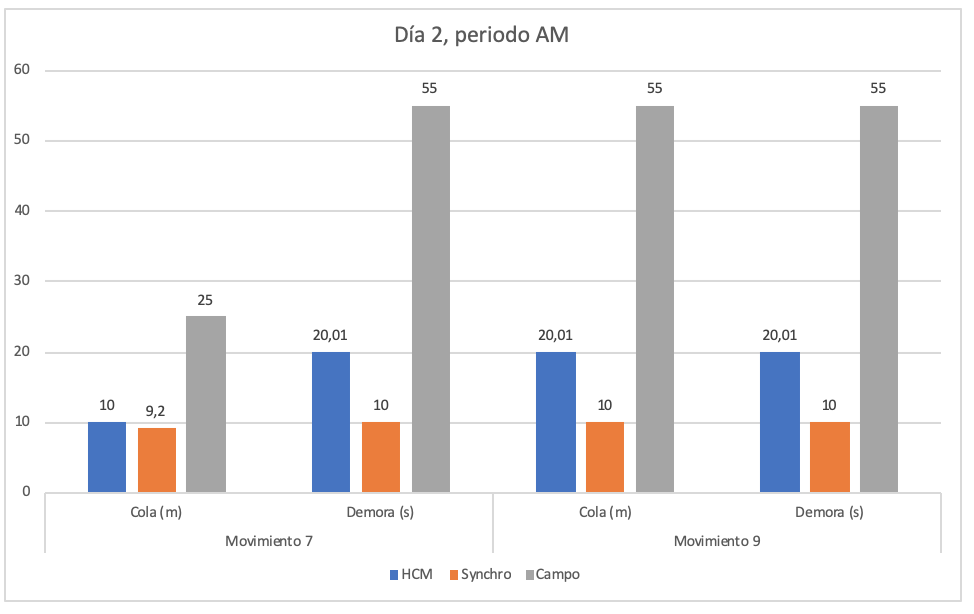 Día 2, periodo AM
60
50
40
30
20
10
0
10
9,2
25
20,01
10
55
20,01
10
55
20,01
10
55
Cola (m)
Demora (s)
Cola (m)
Demora (s)
Movimiento 7
Movimiento 9
HCM
Synchro
Campo